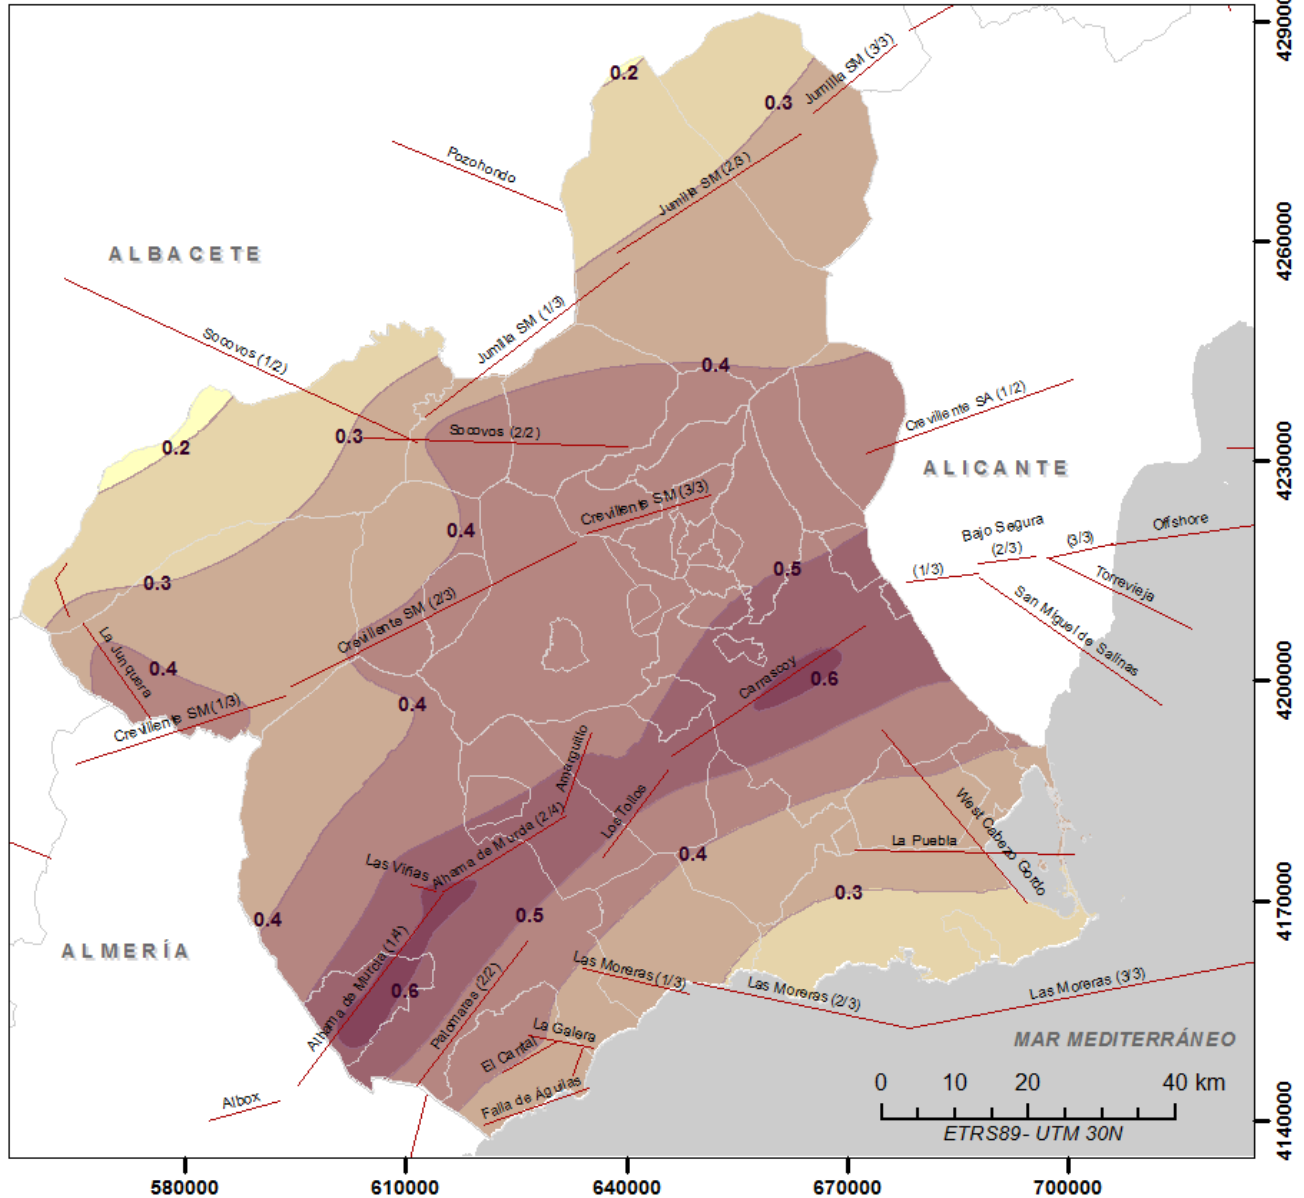 4290000
0.2
Jumilla SM (3/3)
0.3
Pozohondo
Jumilla SM (2/3)
4260000
ALBACETE
Jumilla SM (1/3)
Socovos (1/2)
0.4
Crevillente SA (1/2)
0.3
Socovos (2/2)
0.2
4230000
ALICANTE
Crevillente SM (3/3)
0.4
Bajo Segura
Offshore
(2/3)
(3/3)
0.5
(1/3)
0.3
Torrevieja
Crevillente SM (2/3)
San Miguel de Salinas
La Junquera
0.4
Carrascoy
0.6
4200000
0.4
Crevillente SM (1/3)
Amarguillo
Los Tollos
West Cabezo Gordo
La Puebla
Alhama de Murcia (2/4)
0.4
Las Viñas
0.3
0.5
0.4
4170000
ALMERÍA
Alhama de Murcia (1/4)
Las Moreras (1/3)
Las Moreras (2/3)
Las Moreras (3/3)
0.6
Palomares (2/2)
La Galera
El Cantal
MAR MEDITERRÁNEO
Falla de Águilas
Albox
0 10 20 40 km
ETRS89- UTM 30N
4140000
580000 610000 640000 670000 700000